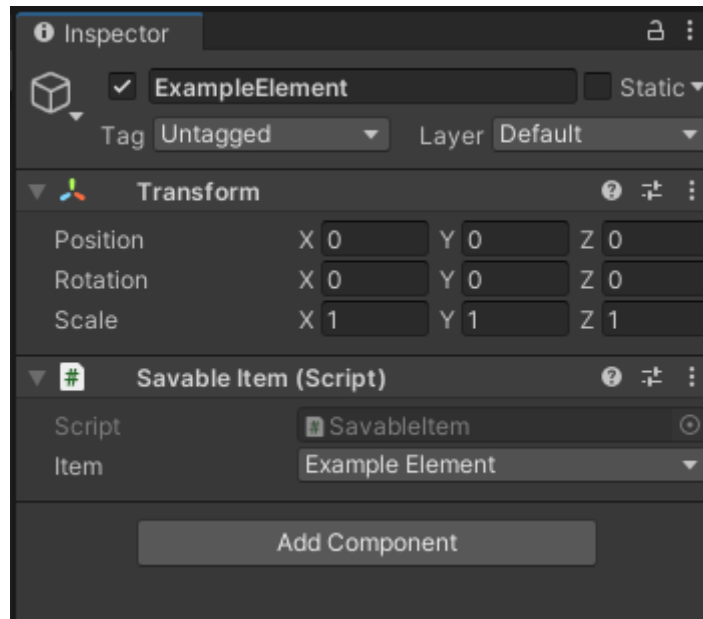 Inspector
ExampleElement Static
Tag Untagged Layer Default
Transform
Position X 0 Y 0 Z 0
Rotation X 0 Y 0 Z 0
Scale X 1 Y 1 Z 1
# Savable Item (Script)
Script # SavableItem
Item Example Element
Add Component